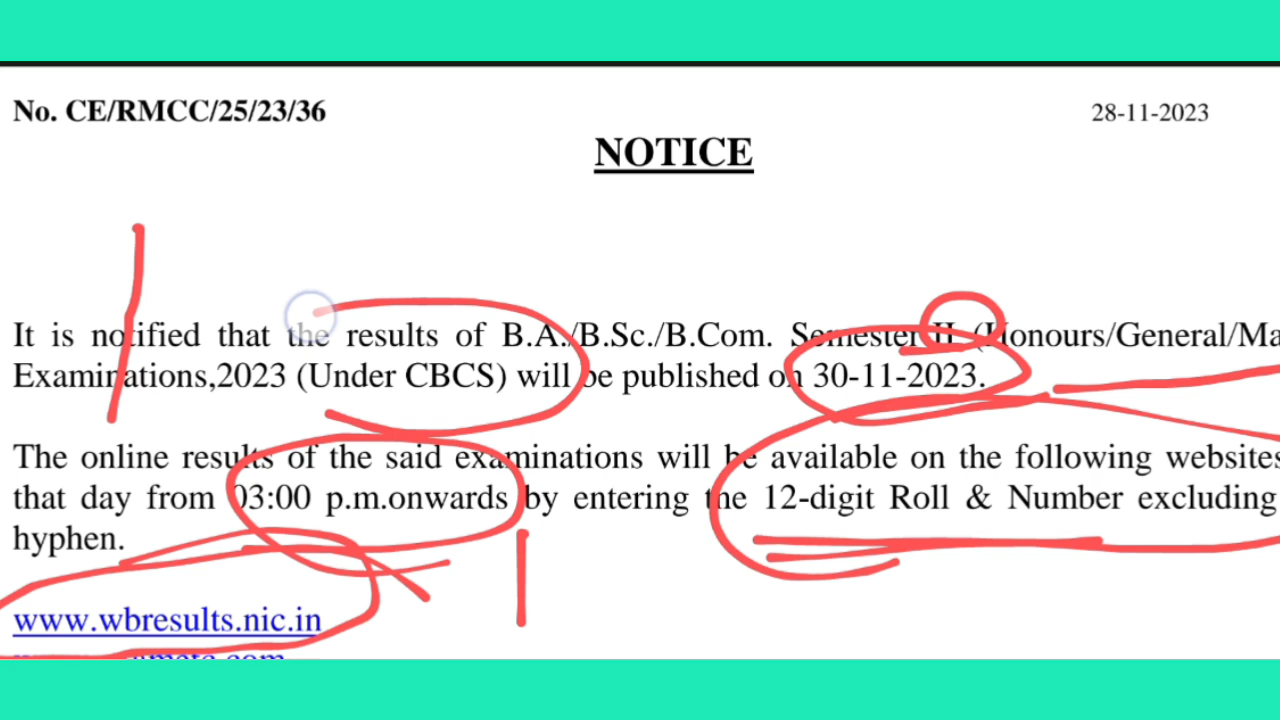 No. CE/RMCC/25/23/36
28-11-2023
NOTICE
It is notified that the results of B.A./B.Sc./B.Com. Semester II (Honours/General/Ma
Examinations,2023 (Under CBCS) will be published on 30-11-2023.
The online results of the said examinations will be available on the following websites
that day from 03:00 p.m.onwards by entering the 12-digit Roll & Number excluding
hyphen.
www.wbresults.nic.in